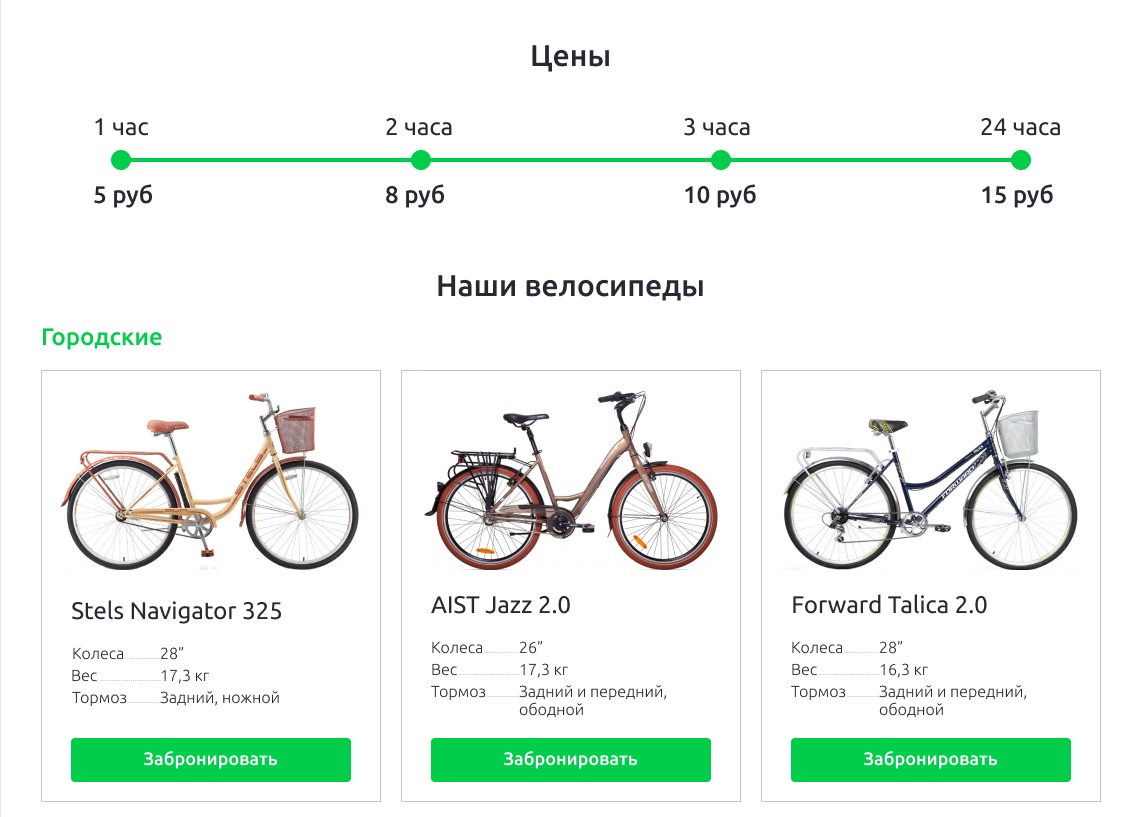 Цены
1 час 2 часа 3 часа 24 часа
5 руб 8 руб 10 руб 15 руб
Наши велосипеды
Городские
STELS
FORWARD
Stels Navigator 325
Колеса 28”
Вес 17,3 кг
Тормоз Задний, ножной
Забронировать
AIST Jazz 2.0
Колеса 26”
Вес 17,3 кг
Тормоз Задний и передний,
ободной
Забронировать
Forward Talica 2.0
Колеса 28”
Вес 16,3 кг
Тормоз Задний и передний,
ободной
Забронировать